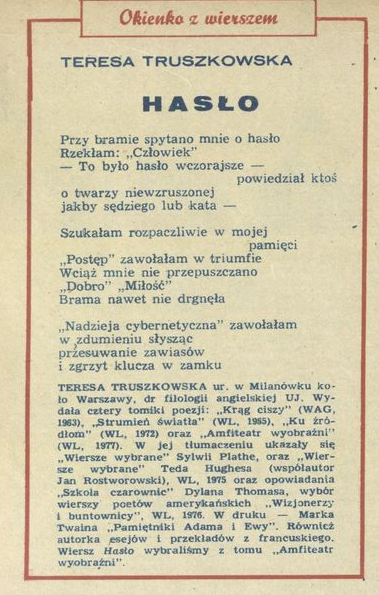 Okienko z wierszem
TERESA TRUSZKOWSKA
HASŁO
Przy bramie spytano mnie o hasło
Rzekłam: „Człowiek”
— To było hasło wczorajsze —
powiedział ktoś
o twarzy niewzruszonej
jakby sędziego lub kata —
Szukałam rozpaczliwie w mojej
pamięci
„Postęp” zawołałam w triumfie
Wciąż mnie nie przepuszczano
„Dobro” „Miłość”
Brama nawet nie drgnęła
„Nadzieja cybernetyczna” zawołałam
w zdumieniu słysząc
przesuwanie zawiasów
i zgrzyt klucza w zamku
TERESA TRUSZKOWSKA ur. w Milanówku ko-
ło Warszawy, dr filologii angielskiej UJ. Wy-
dała cztery tomiki poezji: „Krąg ciszy” (WAG,
1963), „Strumień światła” (WL, 1955), „Ku źró-
dłom” (WL, 1972) oraz „Amfiteatr wyobraźni”
(WL, 1977). W jej tłumaczeniu ukazały się
„Wiersze wybrane” Sylwii Plathe, oraz „Wier-
sze wybrane” Teda Hughesa (wspólautor
Jan Rostworowski), WL, 1975 oraz opowiadania
„Szkoła czarownic” Dylana Thomasa, wybór
wierszy poetów amerykańskich „Wizjonerzy
i buntownicy”, WL, 1976. W druku — Marka
Twaina „Pamiętniki Adama i Ewy”. Również
autorka esejów i przekładów z francuskiego.
Wiersz Hasło wybraliśmy z tomu „Amfiteatr
wyobraźni”.